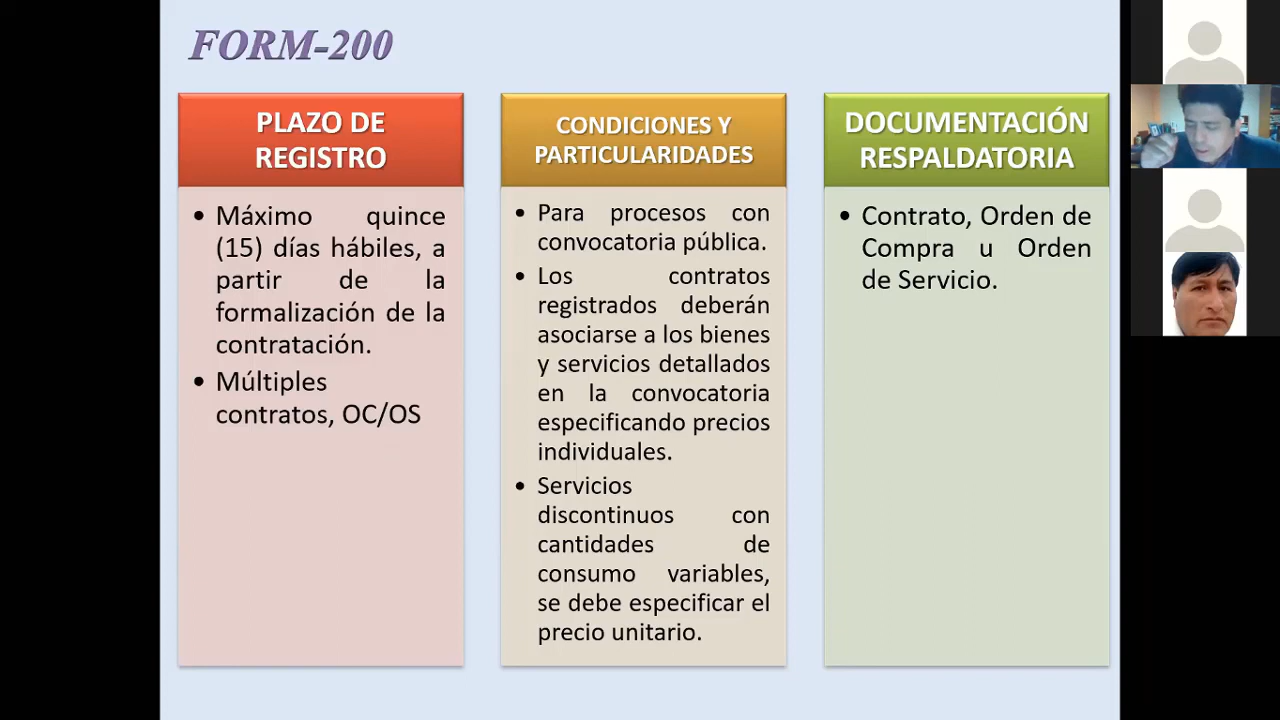 FORM-200
PLAZO DE
REGISTRO
• Máximo quince
(15) días hábiles, a
partir de la
formalización de la
contratación.
• Múltiples
contratos, OC/OS
CONDICIONES Y
PARTICULARIDADES
• Para procesos con
convocatoria pública.
• Los contratos
registrados deberán
asociarse a los bienes
y servicios detallados
en la convocatoria
especificando precios
individuales.
• Servicios
discontinuos con
cantidades de
consumo variables,
se debe especificar el
precio unitario.
DOCUMENTACIÓN
RESPALDATORIA
• Contrato, Orden de
Compra u Orden
de Servicio.